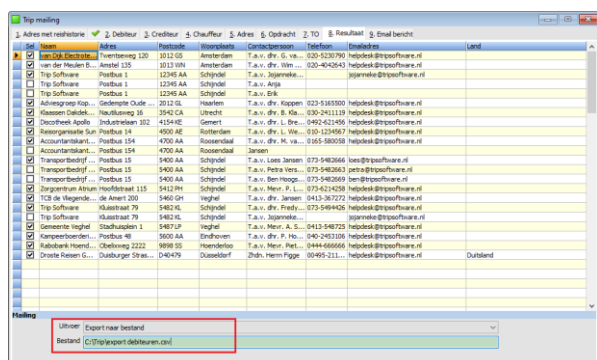 Trip mailing
1. Adres met reishistorie 2. Debiteur 3. Crediteur 4. Chauffeur 5. Adres 6. Opdracht 7. TO 8. Resultaat 9. Email bericht
Sel Naam Adres Postcode Woonplaats Contactpersoon Telefoon Emailadres Land
van Dijk Electrote... Twentseweg 120 1012 GS Amsterdam T.a.v. dhr. G. va... 020-5230790 helpdesk@tripsoftware.nl
van der Meulen B... Amstel 135 1013 WN Amsterdam T.a.v. dhr. Wim ... 020-4042643 helpdesk@tripsoftware.nl
Trip Software Postbus 1 12345 AA Schijndel T.a.v. Jojanneke... jojanneke@tripsoftware.nl
Trip Software Postbus 1 12345 AA Schijndel T.a.v. Anja
Trip Software Postbus 1 12345 AA Schijndel T.a.v. Erik
Adviesgroep Kop... Gedempte Oude ... 2012 GL Haarlem T.a.v. dhr. Koppen 023-5165500 helpdesk@tripsoftware.nl
Klaassen Dakdek... Nautilusweg 16 3542 CA Utrecht T.a.v. dhr. B. Kla... 030-2411119 helpdesk@tripsoftware.nl
Discotheek Apollo Industrielaan 102 4154 KE Gemert T.a.v. dhr. L. Bre... 0492-621456 helpdesk@tripsoftware.nl
Reisorganisatie Sun Postbus 14 4500 AE Rotterdam T.a.v. dhr. L. We... 010-1234567 helpdesk@tripsoftware.nl
Accountantskant... Postbus 154 4700 AA Roosendaal T.a.v. dhr. M. va... 0165-580058 helpdesk@tripsoftware.nl
Accountantskant... Postbus 154 4700 AA Roosendaal Jansen
Transportbedrijf ... Postbus 15 5400 AA Schijndel T.a.v. Loes Jansen 073-5482666 loes@tripsoftware.nl
Transportbedrijf ... Postbus 15 5400 AA Schijndel T.a.v. Petra Vers... 073-5482663 petra@tripsoftware.nl
Transportbedrijf ... Postbus 15 5400 AA Schijndel T.a.v. Ben Hoogs... 073-5482669 ben@tripsoftware.nl
Zorgcentrum Atrium Hoofdstraat 115 5412 PH Schijndel T.a.v. Mevr. P. L... 073-6214258 helpdesk@tripsoftware.nl
TCB de Vliegende... de Amert 200 5460 GH Veghel T.a.v. dhr. Jansen 0413-367272 helpdesk@tripsoftware.nl
Trip Software Kluisstraat 79 5482 KL Schijndel T.a.v. dhr. Fredy... 073-5494426 helpdesk@tripsoftware.nl
Trip Software Kluisstraat 79 5482 KL Schijndel T.a.v. Jojanneke... jojanneke@tripsoftware.nl
Gemeente Veghel Stadhuisplein 1 5487 LP Veghel T.a.v. Mevr. A. S... 0413-548725 helpdesk@tripsoftware.nl
Kampeerboerderi... Postbus 48 5600 AA Eindhoven T.a.v. dhr. P. Ho... 040-2453106 helpdesk@tripsoftware.nl
Rabobank Hoend... Obelixweg 2222 9898 SS Hoenderloo T.a.v. Mevr. Piet... 0444-666666 helpdesk@tripsoftware.nl
Droste Reisen G... Duisburger Stras... D40479 Düsseldorf Zhdn. Herrn Figge 00495-211... helpdesk@tripsoftware.nl Duitsland
Mailing
Uitvoer Export naar bestand
Bestand C:\Trip\export debiteuren.csv